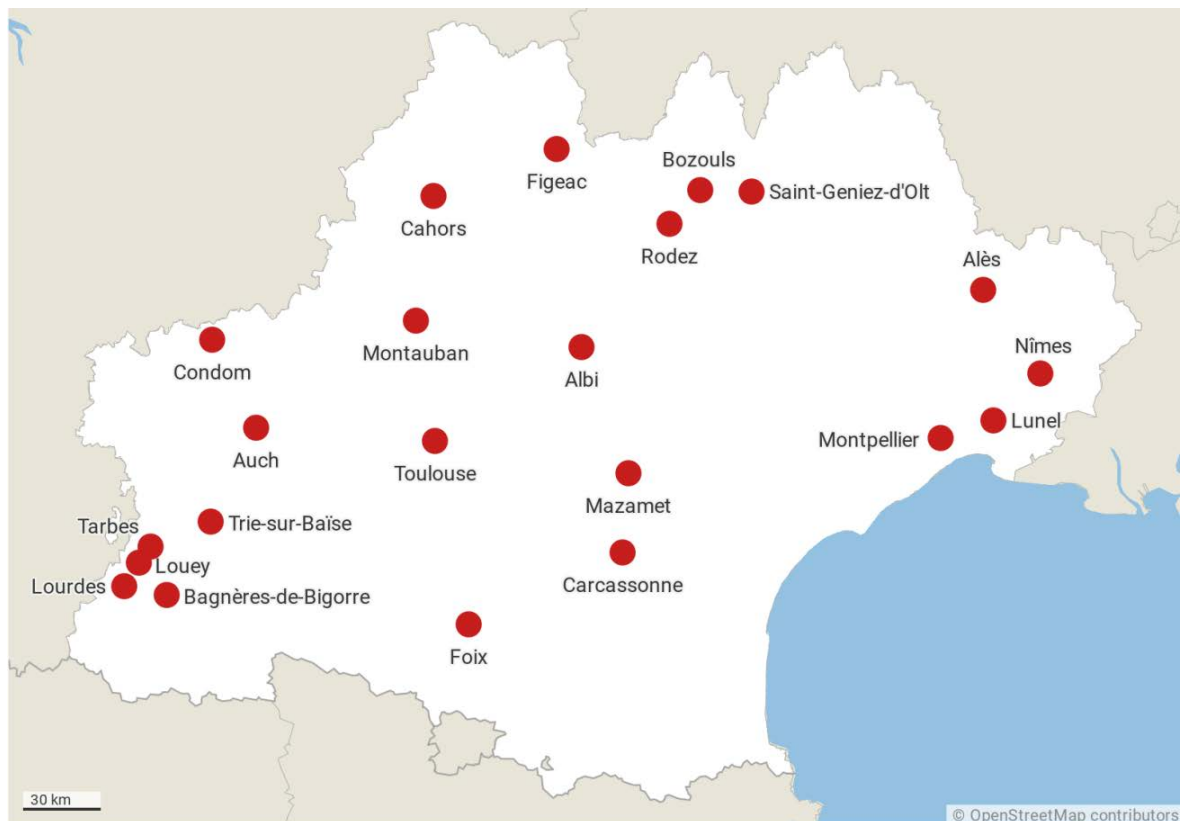 Figeac
Bozouls
Saint-Geniez-d'Olt
Cahors
Rodez
Alès
Condom
Montauban
Albi
Nîmes
Auch
Toulouse
Montpellier
Lunel
Mazamet
Tarbes
Trie-sur-Baïse
Louey
Lourdes
Bagnères-de-Bigorre
Carcassonne
Foix
30 km
© OpenStreetMap contributors